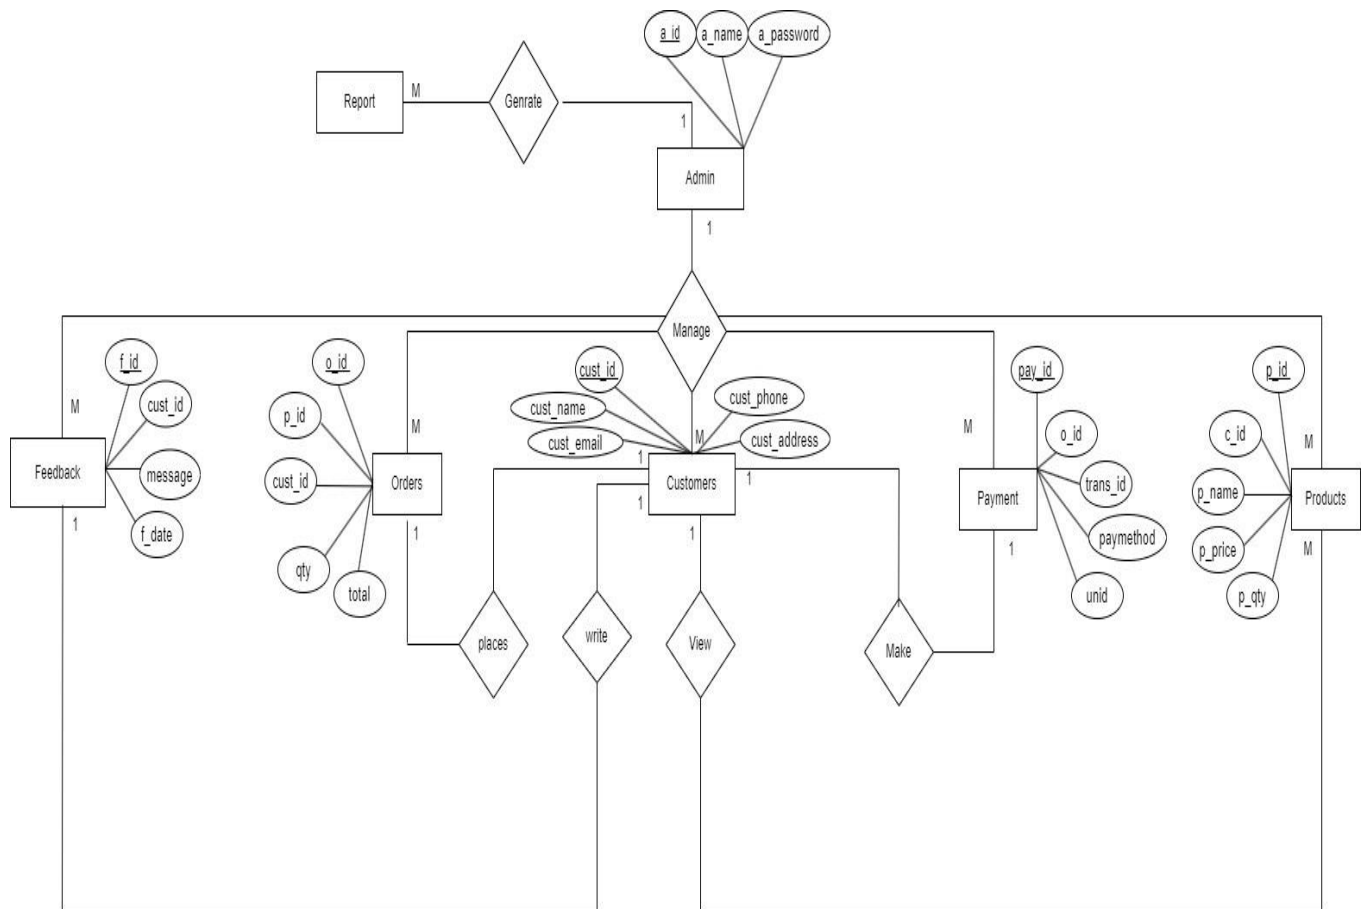 a_id a_name a_password
Report M Genrate
1
Admin
1
Manage
f_id o_id cust_id pay_id p_id
cust_phone
cust_id p_id cust_name M o_id c_id
M M cust_email M cust_address M M
1
Feedback message cust_id Orders Customers 1 Payment trans_id p_name Products
1
1 f_date 1 1 1 paymethod p_price M
qty total unid p_qty
places write View Make